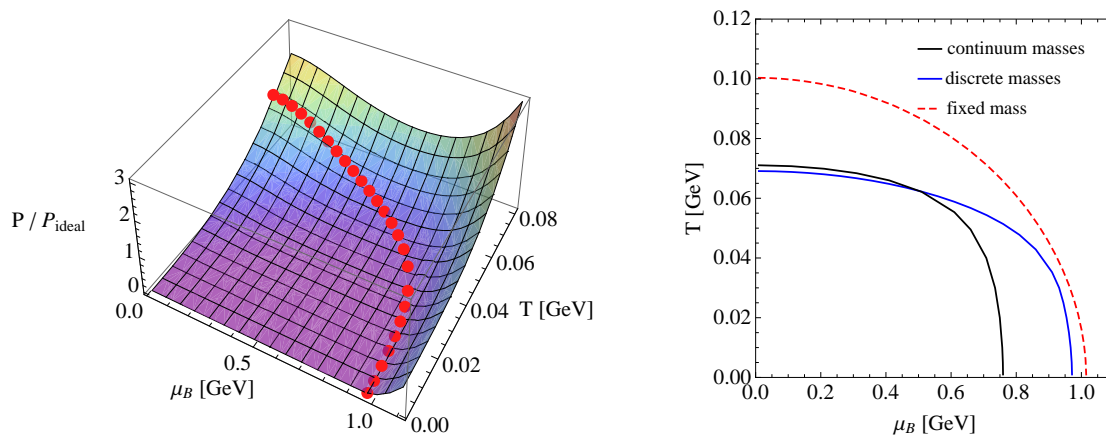 P / P_ideal
3
2
1
0
0.0
0.5
1.0
μ_B [GeV]
0.00
0.02
0.04
0.06
0.08
T [GeV]
0.12
0.10
0.08
0.06
0.04
0.02
0.00
T [GeV]
continuum masses
discrete masses
fixed mass
0.0 0.2 0.4 0.6 0.8 1.0
μ_B [GeV]